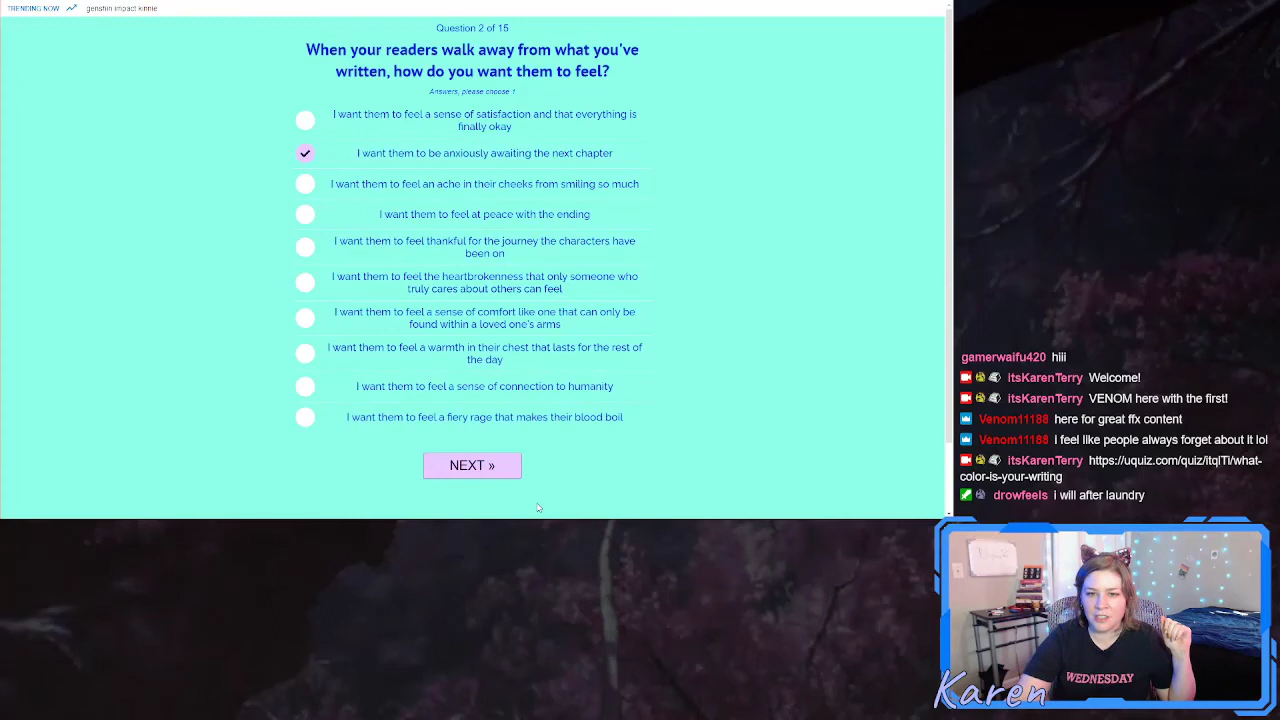 TRENDING NOW genshin impact kinnie
Question 2 of 15
When your readers walk away from what you've
written, how do you want them to feel?
Answers, please choose 1
I want them to feel a sense of satisfaction and that everything is
finally okay
I want them to be anxiously awaiting the next chapter
I want them to feel an ache in their cheeks from smiling so much
I want them to feel at peace with the ending
I want them to feel thankful for the journey the characters have
been on
I want them to feel the heartbrokenness that only someone who
truly cares about others can feel
I want them to feel a sense of comfort like one that can only be
found within a loved one's arms
I want them to feel a warmth in their chest that lasts for the rest of
the day
I want them to feel a sense of connection to humanity
I want them to feel a fiery rage that makes their blood boil
NEXT »
gamerwaifu420 hiii
itsKarenTerry Welcome!
itsKarenTerry VENOM here with the first!
Venom11188 here for great ffx content
Venom11188 i feel like people always forget about it lol
itsKarenTerry https://uquiz.com/quiz/itqlTi/what-
color-is-your-writing
drowfeels i will after laundry
WEDNESDAY
Karen